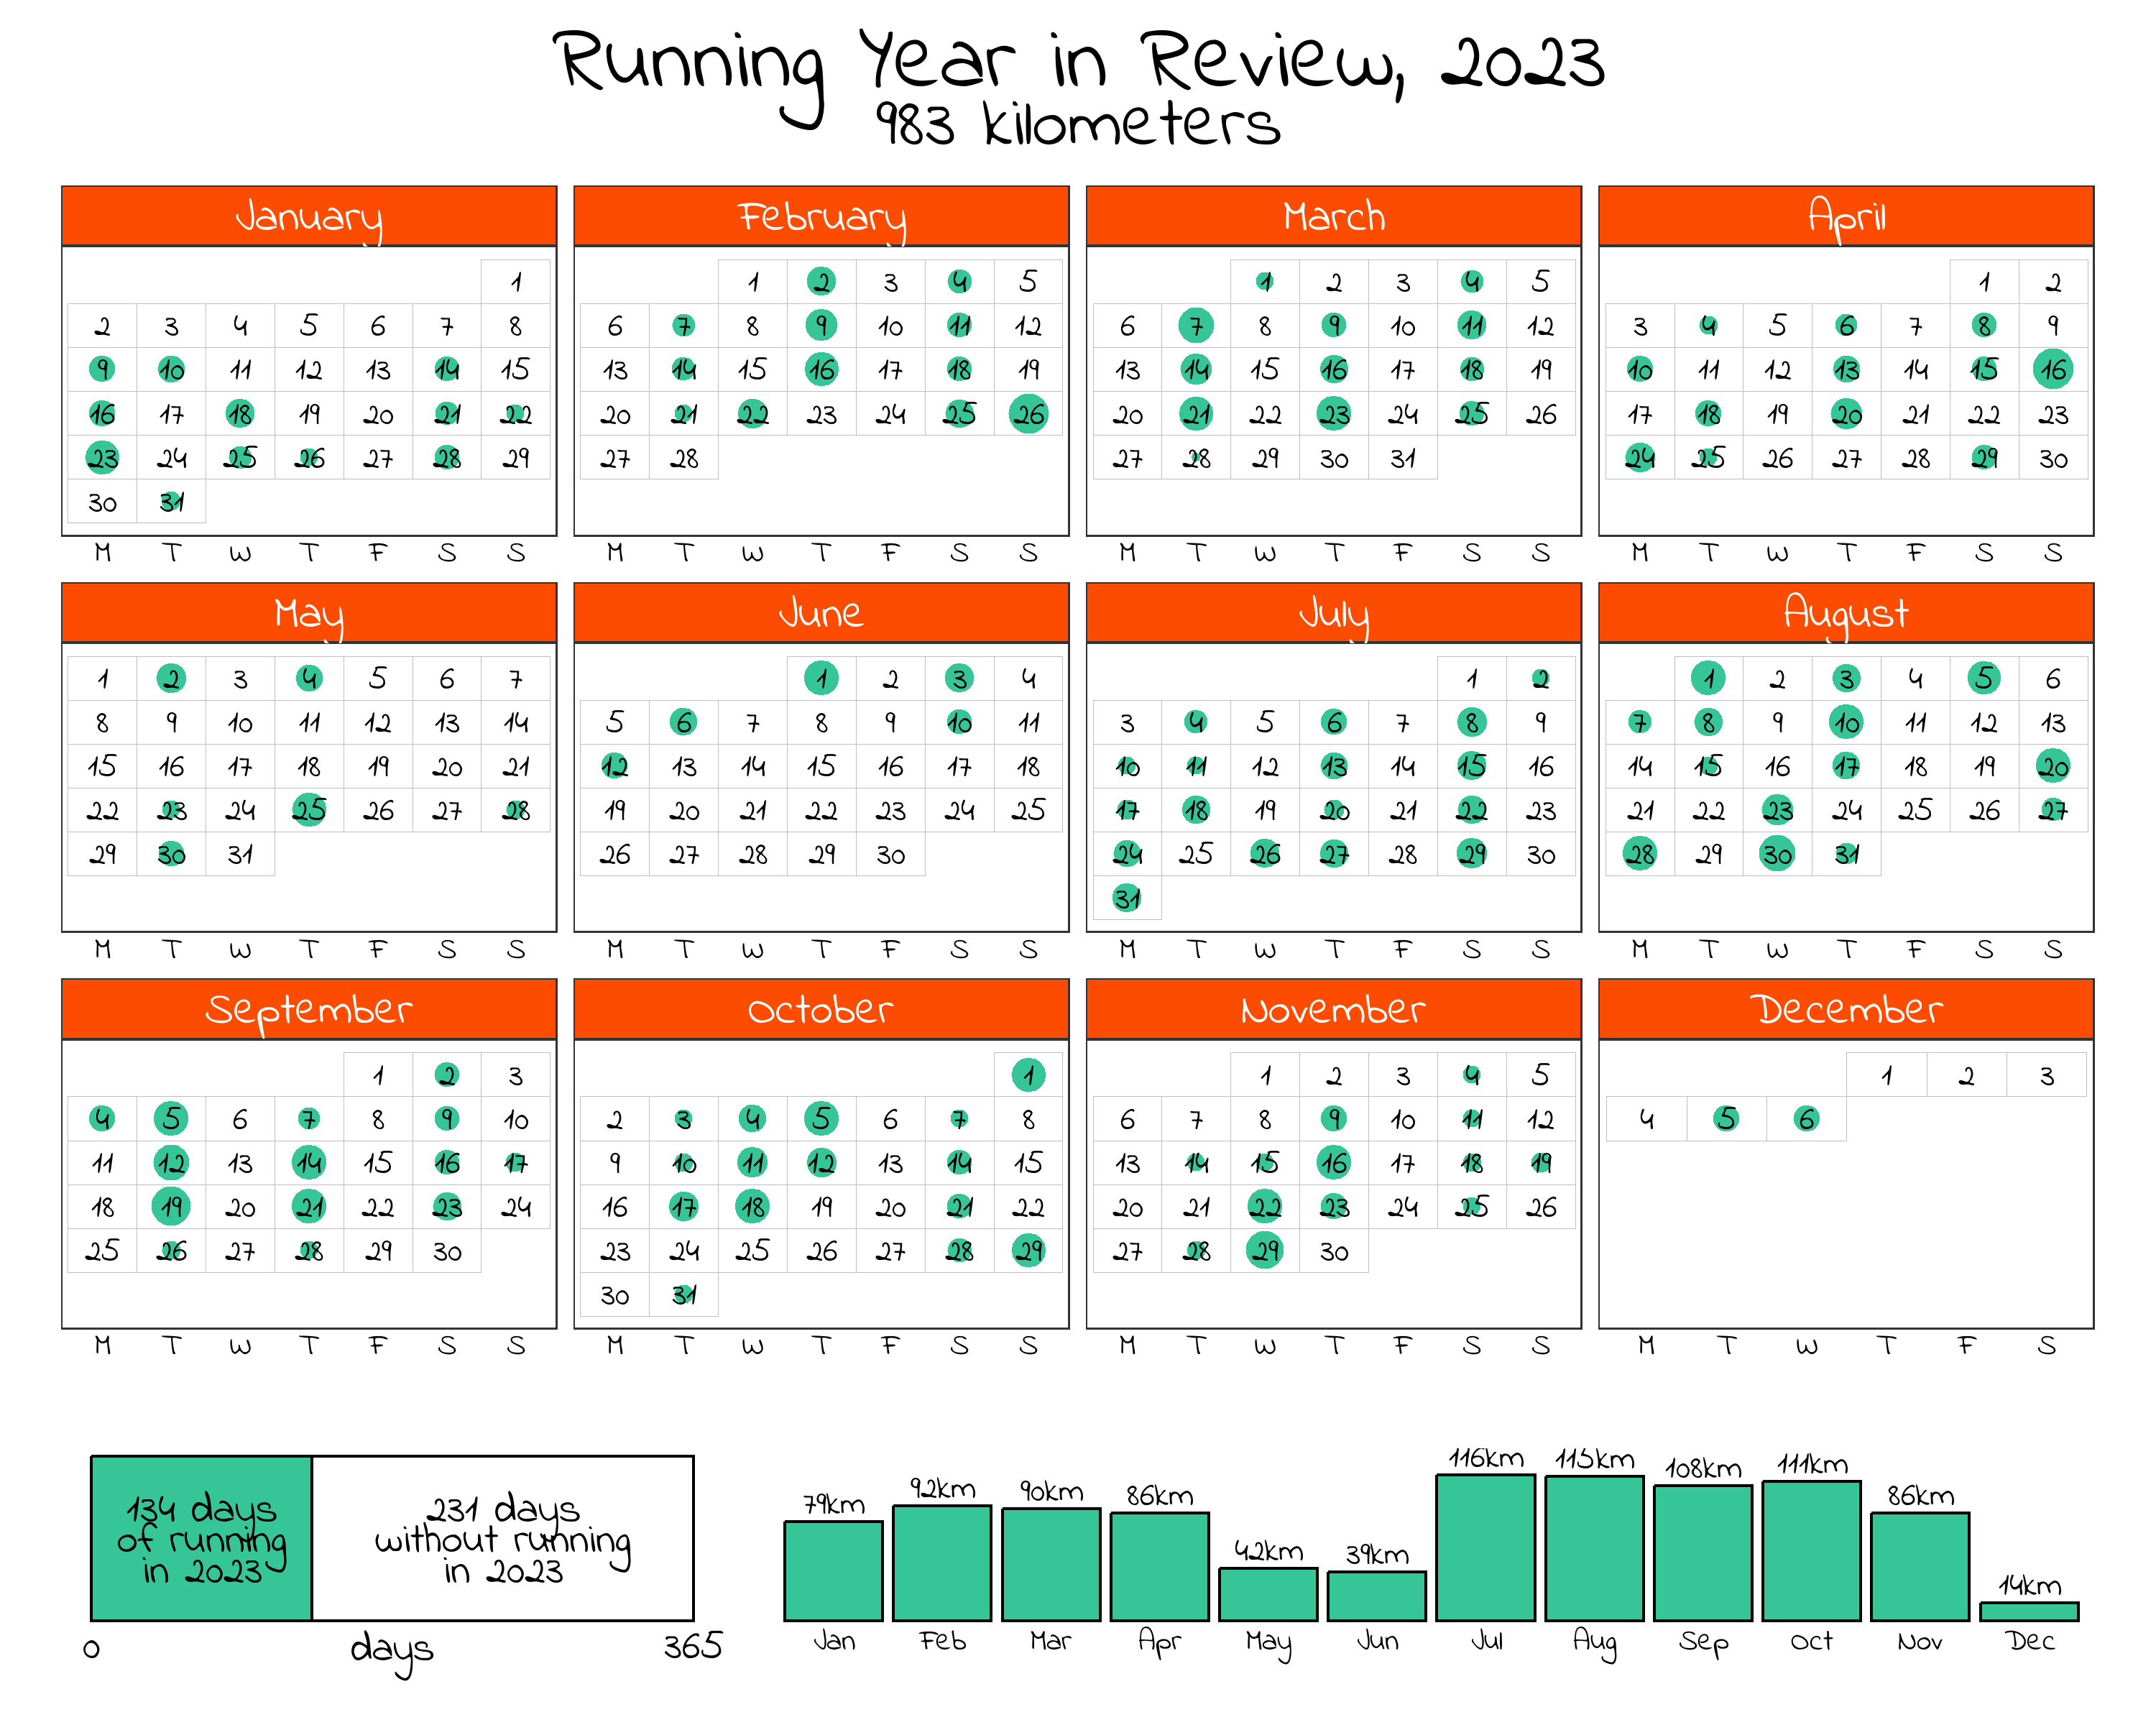 Running Year in Review, 2023
983 kilometers
January February March April
1 1 2 3 4 5 1 2 3 4 5 1 2
2 3 4 5 6 7 8 6 7 8 9 10 11 12 6 7 8 9 10 11 12 3 4 5 6 7 8 9
9 10 11 12 13 14 15 13 14 15 16 17 18 19 13 14 15 16 17 18 19 10 11 12 13 14 15 16
16 17 18 19 20 21 22 20 21 22 23 24 25 26 20 21 22 23 24 25 26 17 18 19 20 21 22 23
23 24 25 26 27 28 29 27 28 27 28 29 30 31 24 25 26 27 28 29 30
30 31
M T W T F S S M T W T F S S M T W T F S S M T W T F S S
May June July August
1 2 3 4 5 6 7 1 2 3 4 1 2 1 2 3 4 5 6
8 9 10 11 12 13 14 5 6 7 8 9 10 11 3 4 5 6 7 8 9 7 8 9 10 11 12 13
15 16 17 18 19 20 21 12 13 14 15 16 17 18 10 11 12 13 14 15 16 14 15 16 17 18 19 20
22 23 24 25 26 27 28 19 20 21 22 23 24 25 17 18 19 20 21 22 23 21 22 23 24 25 26 27
29 30 31 26 27 28 29 30 24 25 26 27 28 29 30 28 29 30 31
31
M T W T F S S M T W T F S S M T W T F S S M T W T F S S
September October November December
1 2 3 1 1 2 3 4 5 1 2 3
4 5 6 7 8 9 10 2 3 4 5 6 7 8 6 7 8 9 10 11 12 4 5 6
11 12 13 14 15 16 17 9 10 11 12 13 14 15 13 14 15 16 17 18 19
18 19 20 21 22 23 24 16 17 18 19 20 21 22 20 21 22 23 24 25 26
25 26 27 28 29 30 23 24 25 26 27 28 29 27 28 29 30
30 31
M T W T F S S M T W T F S S M T W T F S S M T W T F S
134 days
of running
in 2023
231 days
without running
in 2023
0 days 365
79km 92km 90km 86km 42km 39km 116km 115km 108km 111km 86km 14km
Jan Feb Mar Apr May Jun Jul Aug Sep Oct Nov Dec